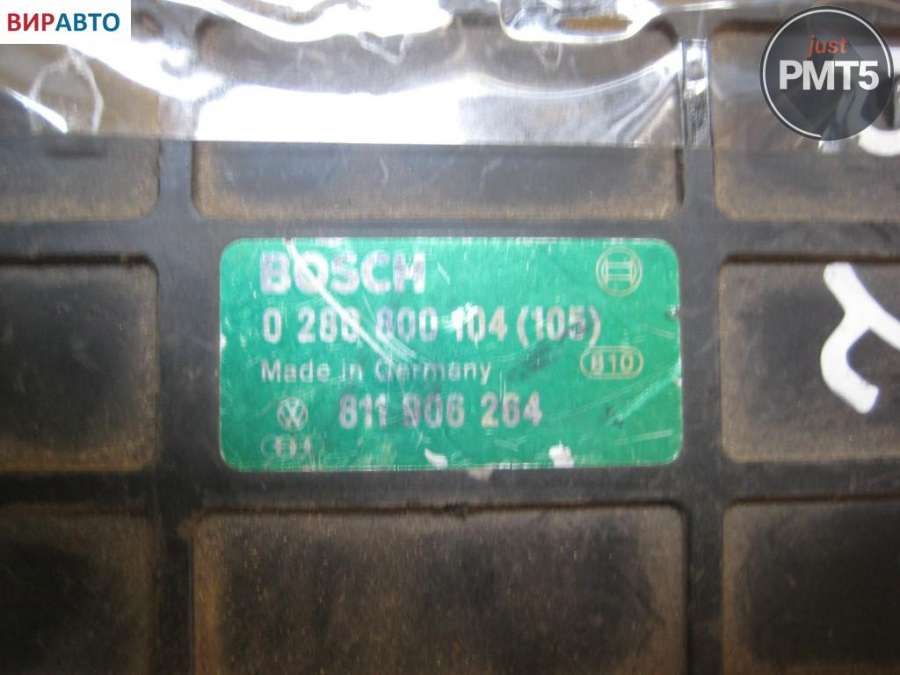 ВИРАВТО
just
PMT5
BOSCH
0 280 800 104 (105)
Made in Germany
810
811 906 264